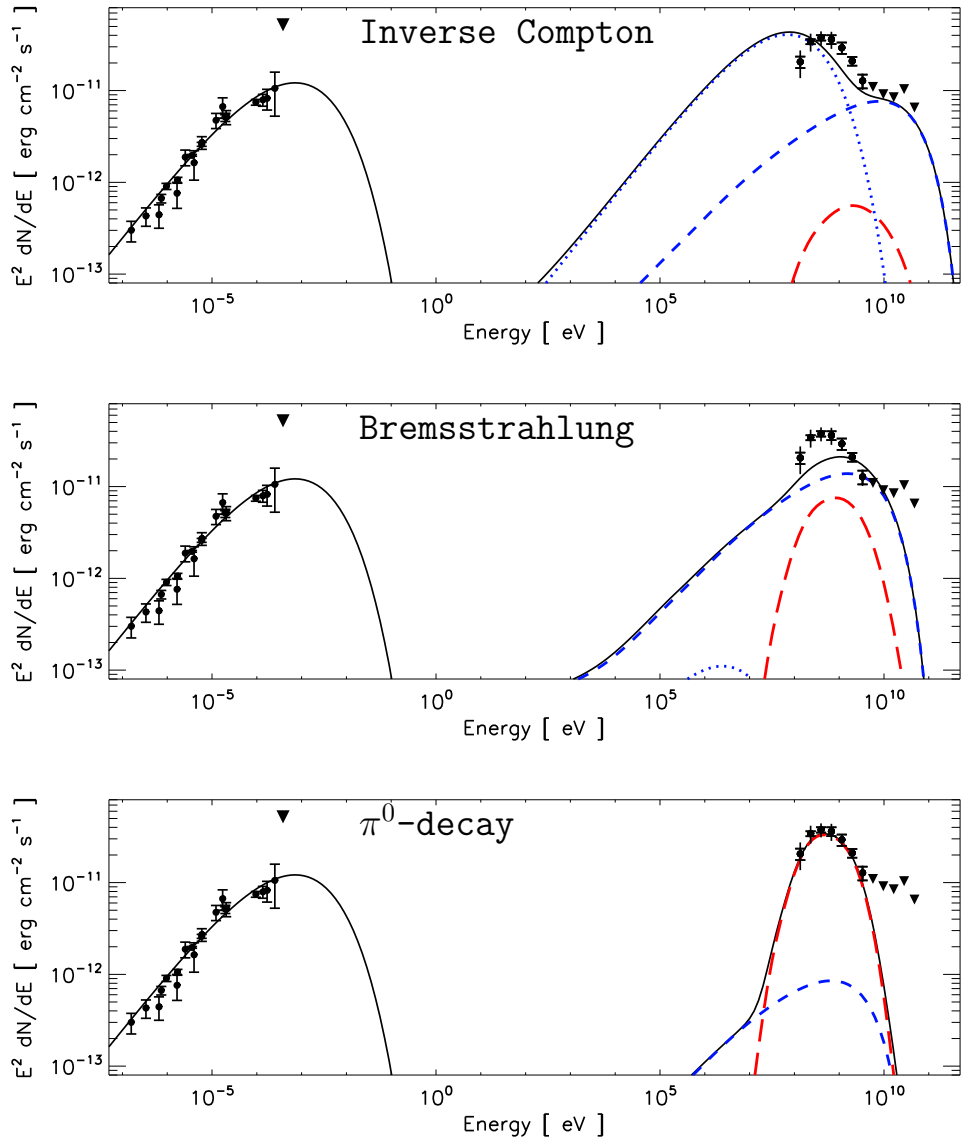 Inverse Compton
E² dN/dE [ erg cm⁻² s⁻¹ ]
10⁻¹¹
10⁻¹²
10⁻¹³
10⁻⁵ 10⁰ 10⁵ 10¹⁰
Energy [ eV ]
Bremsstrahlung
E² dN/dE [ erg cm⁻² s⁻¹ ]
10⁻¹¹
10⁻¹²
10⁻¹³
10⁻⁵ 10⁰ 10⁵ 10¹⁰
Energy [ eV ]
π⁰-decay
E² dN/dE [ erg cm⁻² s⁻¹ ]
10⁻¹¹
10⁻¹²
10⁻¹³
10⁻⁵ 10⁰ 10⁵ 10¹⁰
Energy [ eV ]